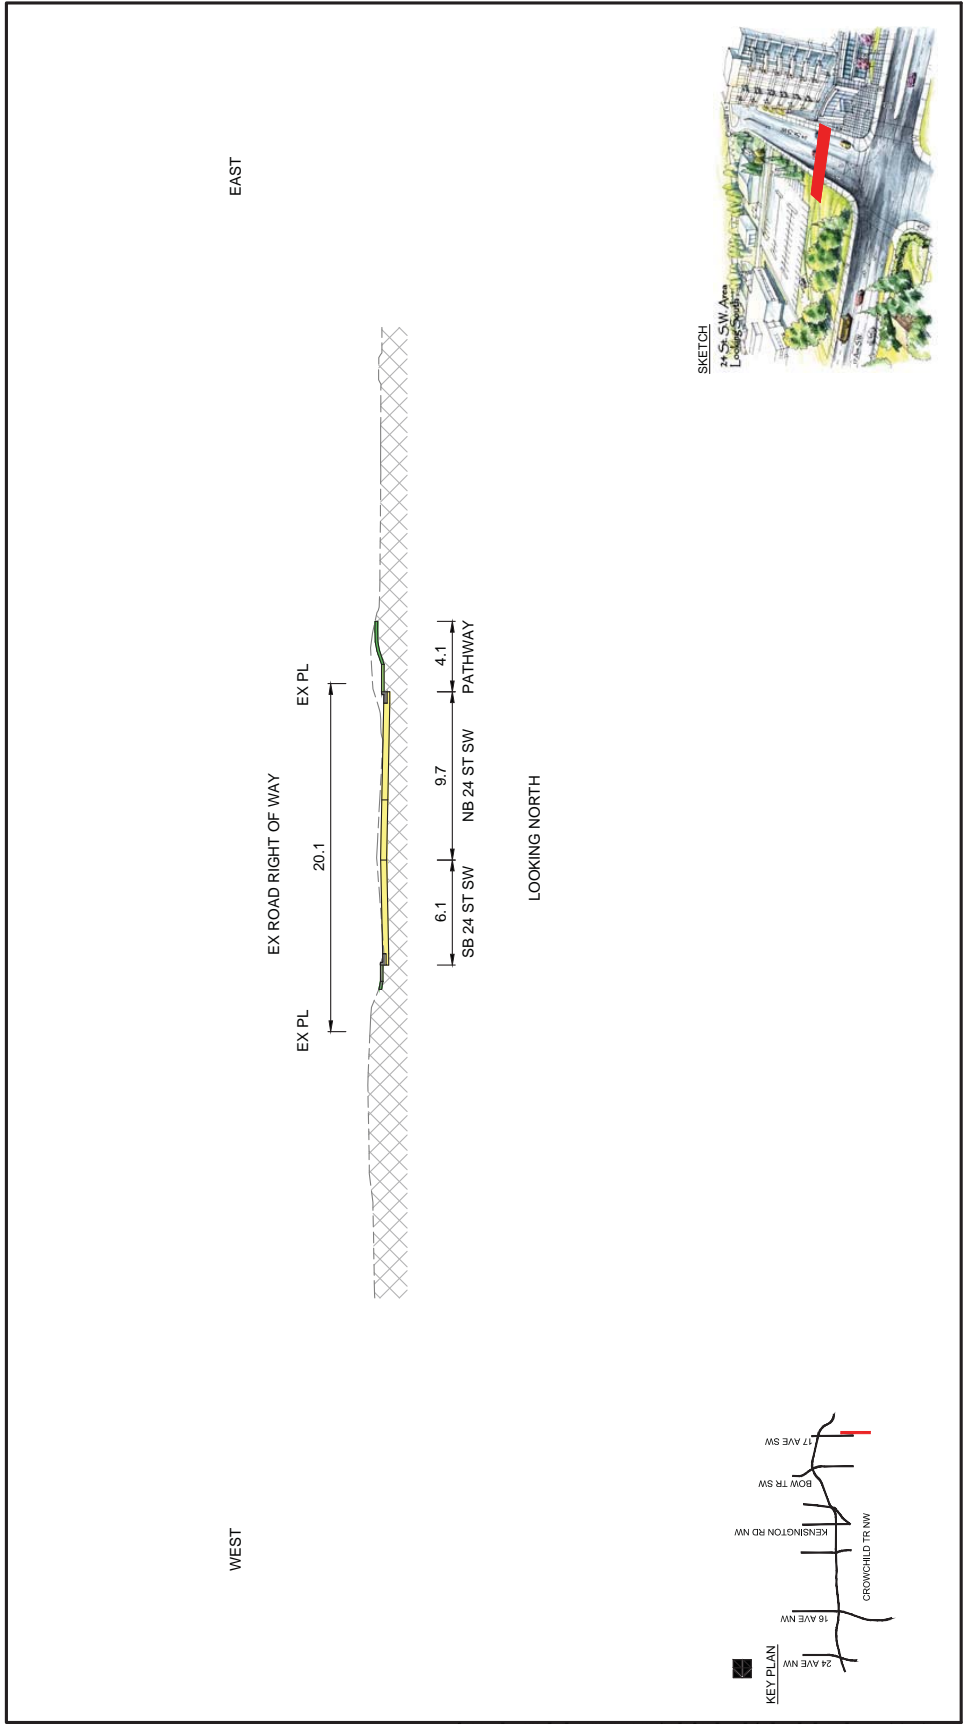 WEST
EAST
EX ROAD RIGHT OF WAY
EX PL
EX PL
20.1
6.1
9.7
4.1
SB 24 ST SW
NB 24 ST SW
PATHWAY
LOOKING NORTH
KEY PLAN
24 AVE NW
16 AVE NW
KENSINGTON RD NW
BOW TR SW
17 AVE SW
CROWCHILD TR NW
SKETCH
24 St. S.W. Area
Looking South